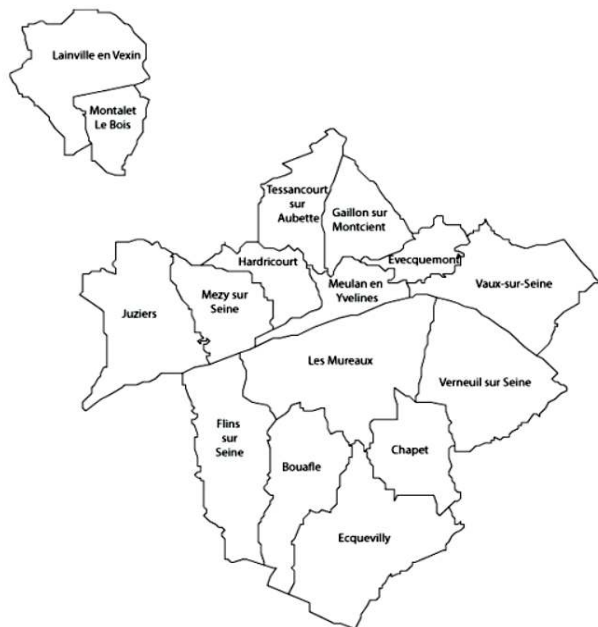 Lainville en Vexin
Montalet
Le Bois
Tessancourt
sur
Aubette
Gaillon sur
Montcient
Hardricourt
Evecquemont
Meulan en
Yvelines
Vaux-sur-Seine
Mezy sur
Seine
Juziers
Les Mureaux
Verneuil sur Seine
Flins
sur
Seine
Bouafle
Chapet
Ecquevilly